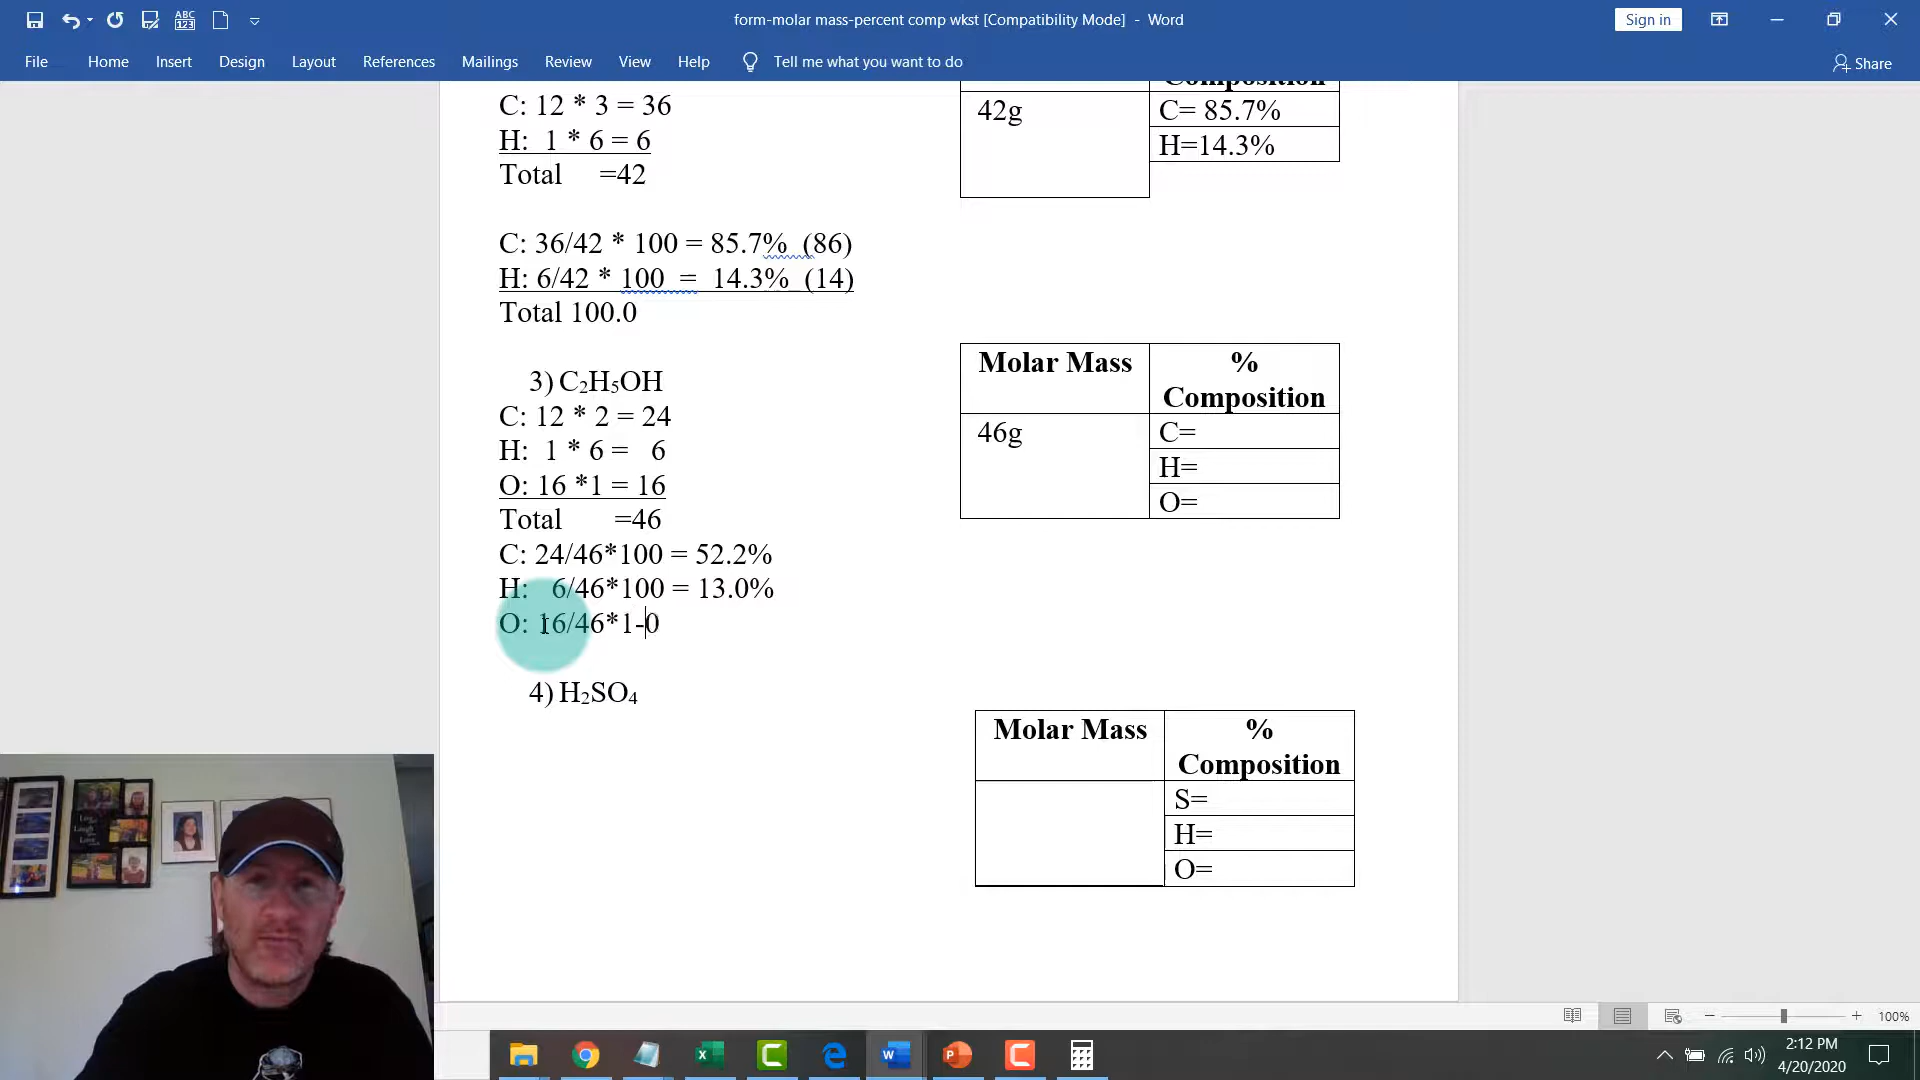 ABC
123
form-molar mass-percent comp wkst [Compatibility Mode] - Word
Sign in
File Home Insert Design Layout References Mailings Review View Help Tell me what you want to do
Share
C: 12 * 3 = 36
H: 1 * 6 = 6
Total =42
Composition
42g
C= 85.7%
H=14.3%
C: 36/42 * 100 = 85.7% (86)
H: 6/42 * 100 = 14.3% (14)
Total 100.0
3) C₂H₅OH
C: 12 * 2 = 24
H: 1 * 6 = 6
O: 16 *1 = 16
Total =46
C: 24/46*100 = 52.2%
H: 6/46*100 = 13.0%
O: 16/46*1-0
Molar Mass
%
Composition
46g
C=
H=
O=
4) H₂SO₄
Molar Mass
%
Composition
S=
H=
O=
100%
2:12 PM
4/20/2020